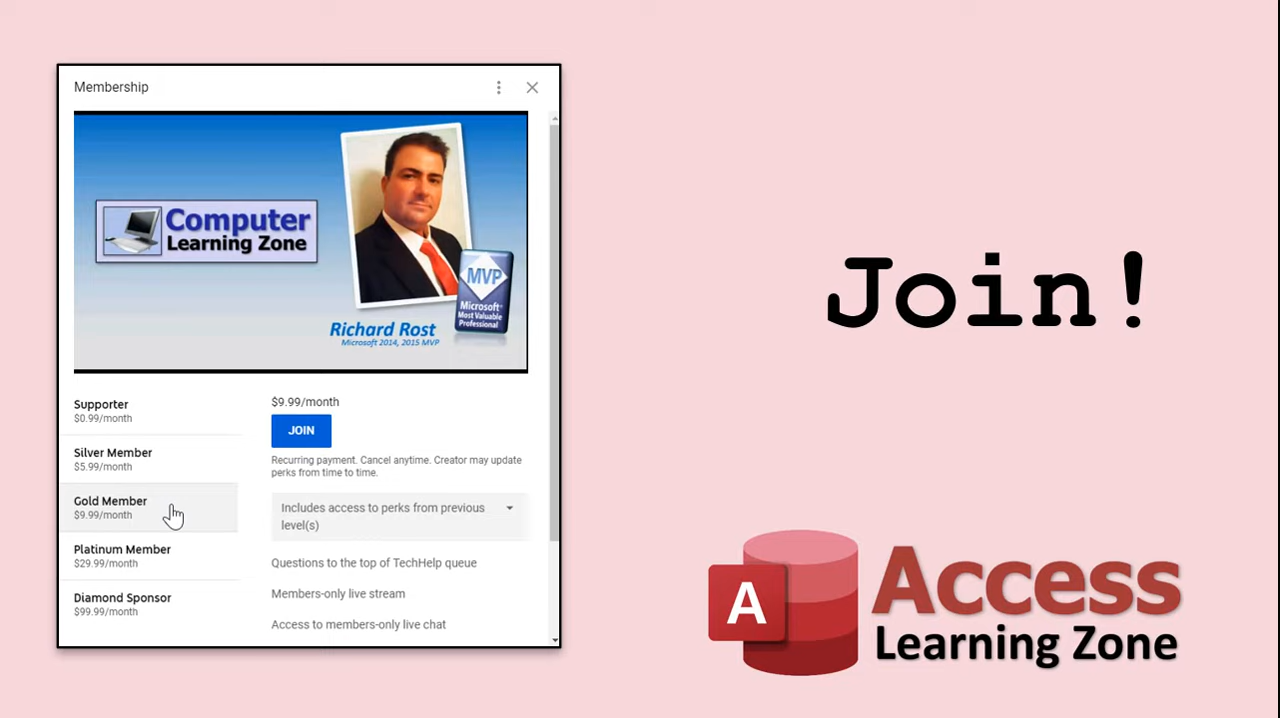 Membership
Computer
Learning Zone
MVP
Microsoft®
Most Valuable
Professional
Richard Rost
Microsoft 2014, 2015 MVP
Supporter
$0.99/month
Silver Member
$5.99/month
Gold Member
$9.99/month
Platinum Member
$29.99/month
Diamond Sponsor
$99.99/month
$9.99/month
JOIN
Recurring payment. Cancel anytime. Creator may update
perks from time to time.
Includes access to perks from previous
level(s)
Questions to the top of TechHelp queue
Members-only live stream
Access to members-only live chat
Join!
A
Access
Learning Zone